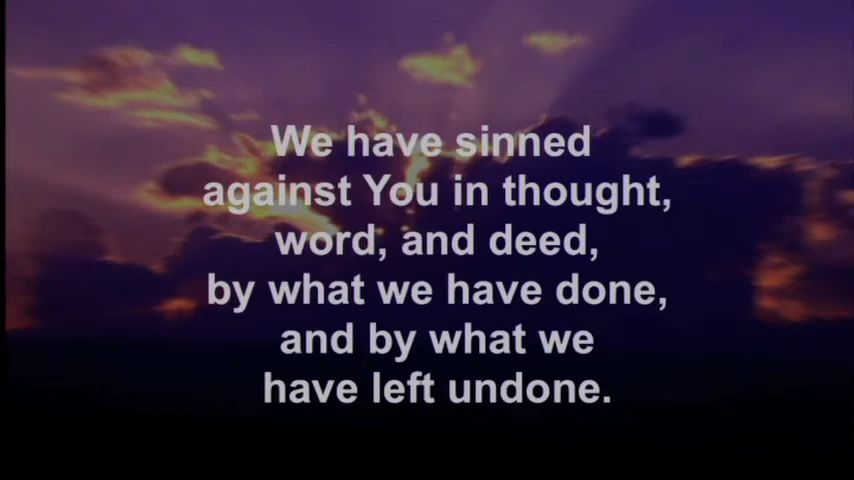 We have sinned
against You in thought,
word, and deed,
by what we have done,
and by what we
have left undone.